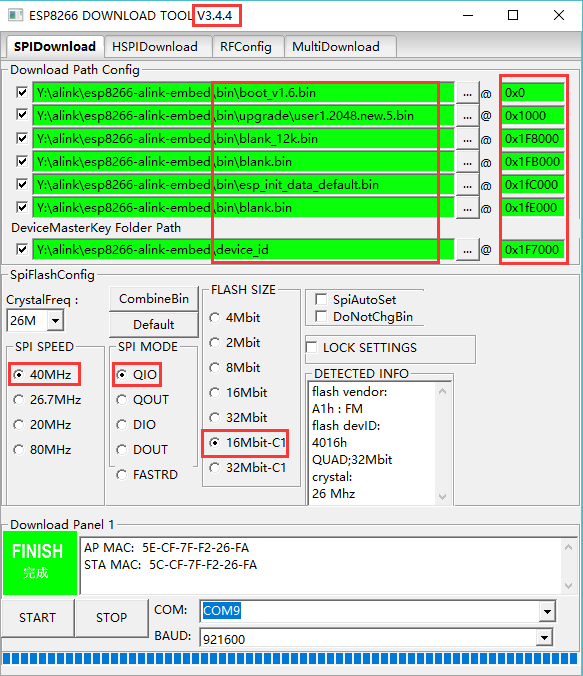 ESP8266 DOWNLOAD TOOL V3.4.4
SPIDownload HSPIDownload RFConfig MultiDownload
Download Path Config
Y:\alink\esp8266-alink-embed\bin\boot_v1.6.bin ... @ 0x0
Y:\alink\esp8266-alink-embed\bin\upgrade\user1.2048.new.5.bin ... @ 0x1000
Y:\alink\esp8266-alink-embed\bin\blank_12k.bin ... @ 0x1F8000
Y:\alink\esp8266-alink-embed\bin\blank.bin ... @ 0x1FB000
Y:\alink\esp8266-alink-embed\bin\esp_init_data_default.bin ... @ 0x1fC000
Y:\alink\esp8266-alink-embed\bin\blank.bin ... @ 0x1fE000
DeviceMasterKey Folder Path
Y:\alink\esp8266-alink-embed\device_id ... @ 0x1F7000
SpiFlashConfig
CrystalFreq :
26M
CombineBin
Default
SPI SPEED
40MHz
26.7MHz
20MHz
80MHz
SPI MODE
QIO
QOUT
DIO
DOUT
FASTRD
FLASH SIZE
4Mbit
2Mbit
8Mbit
16Mbit
32Mbit
16Mbit-C1
32Mbit-C1
SpiAutoSet
DoNotChgBin
LOCK SETTINGS
DETECTED INFO
flash vendor:
A1h : FM
flash devID:
4016h
QUAD;32Mbit
crystal:
26 Mhz
Download Panel 1
FINISH
完成
AP MAC: 5E-CF-7F-F2-26-FA
STA MAC: 5C-CF-7F-F2-26-FA
START STOP
COM: COM9
BAUD: 921600